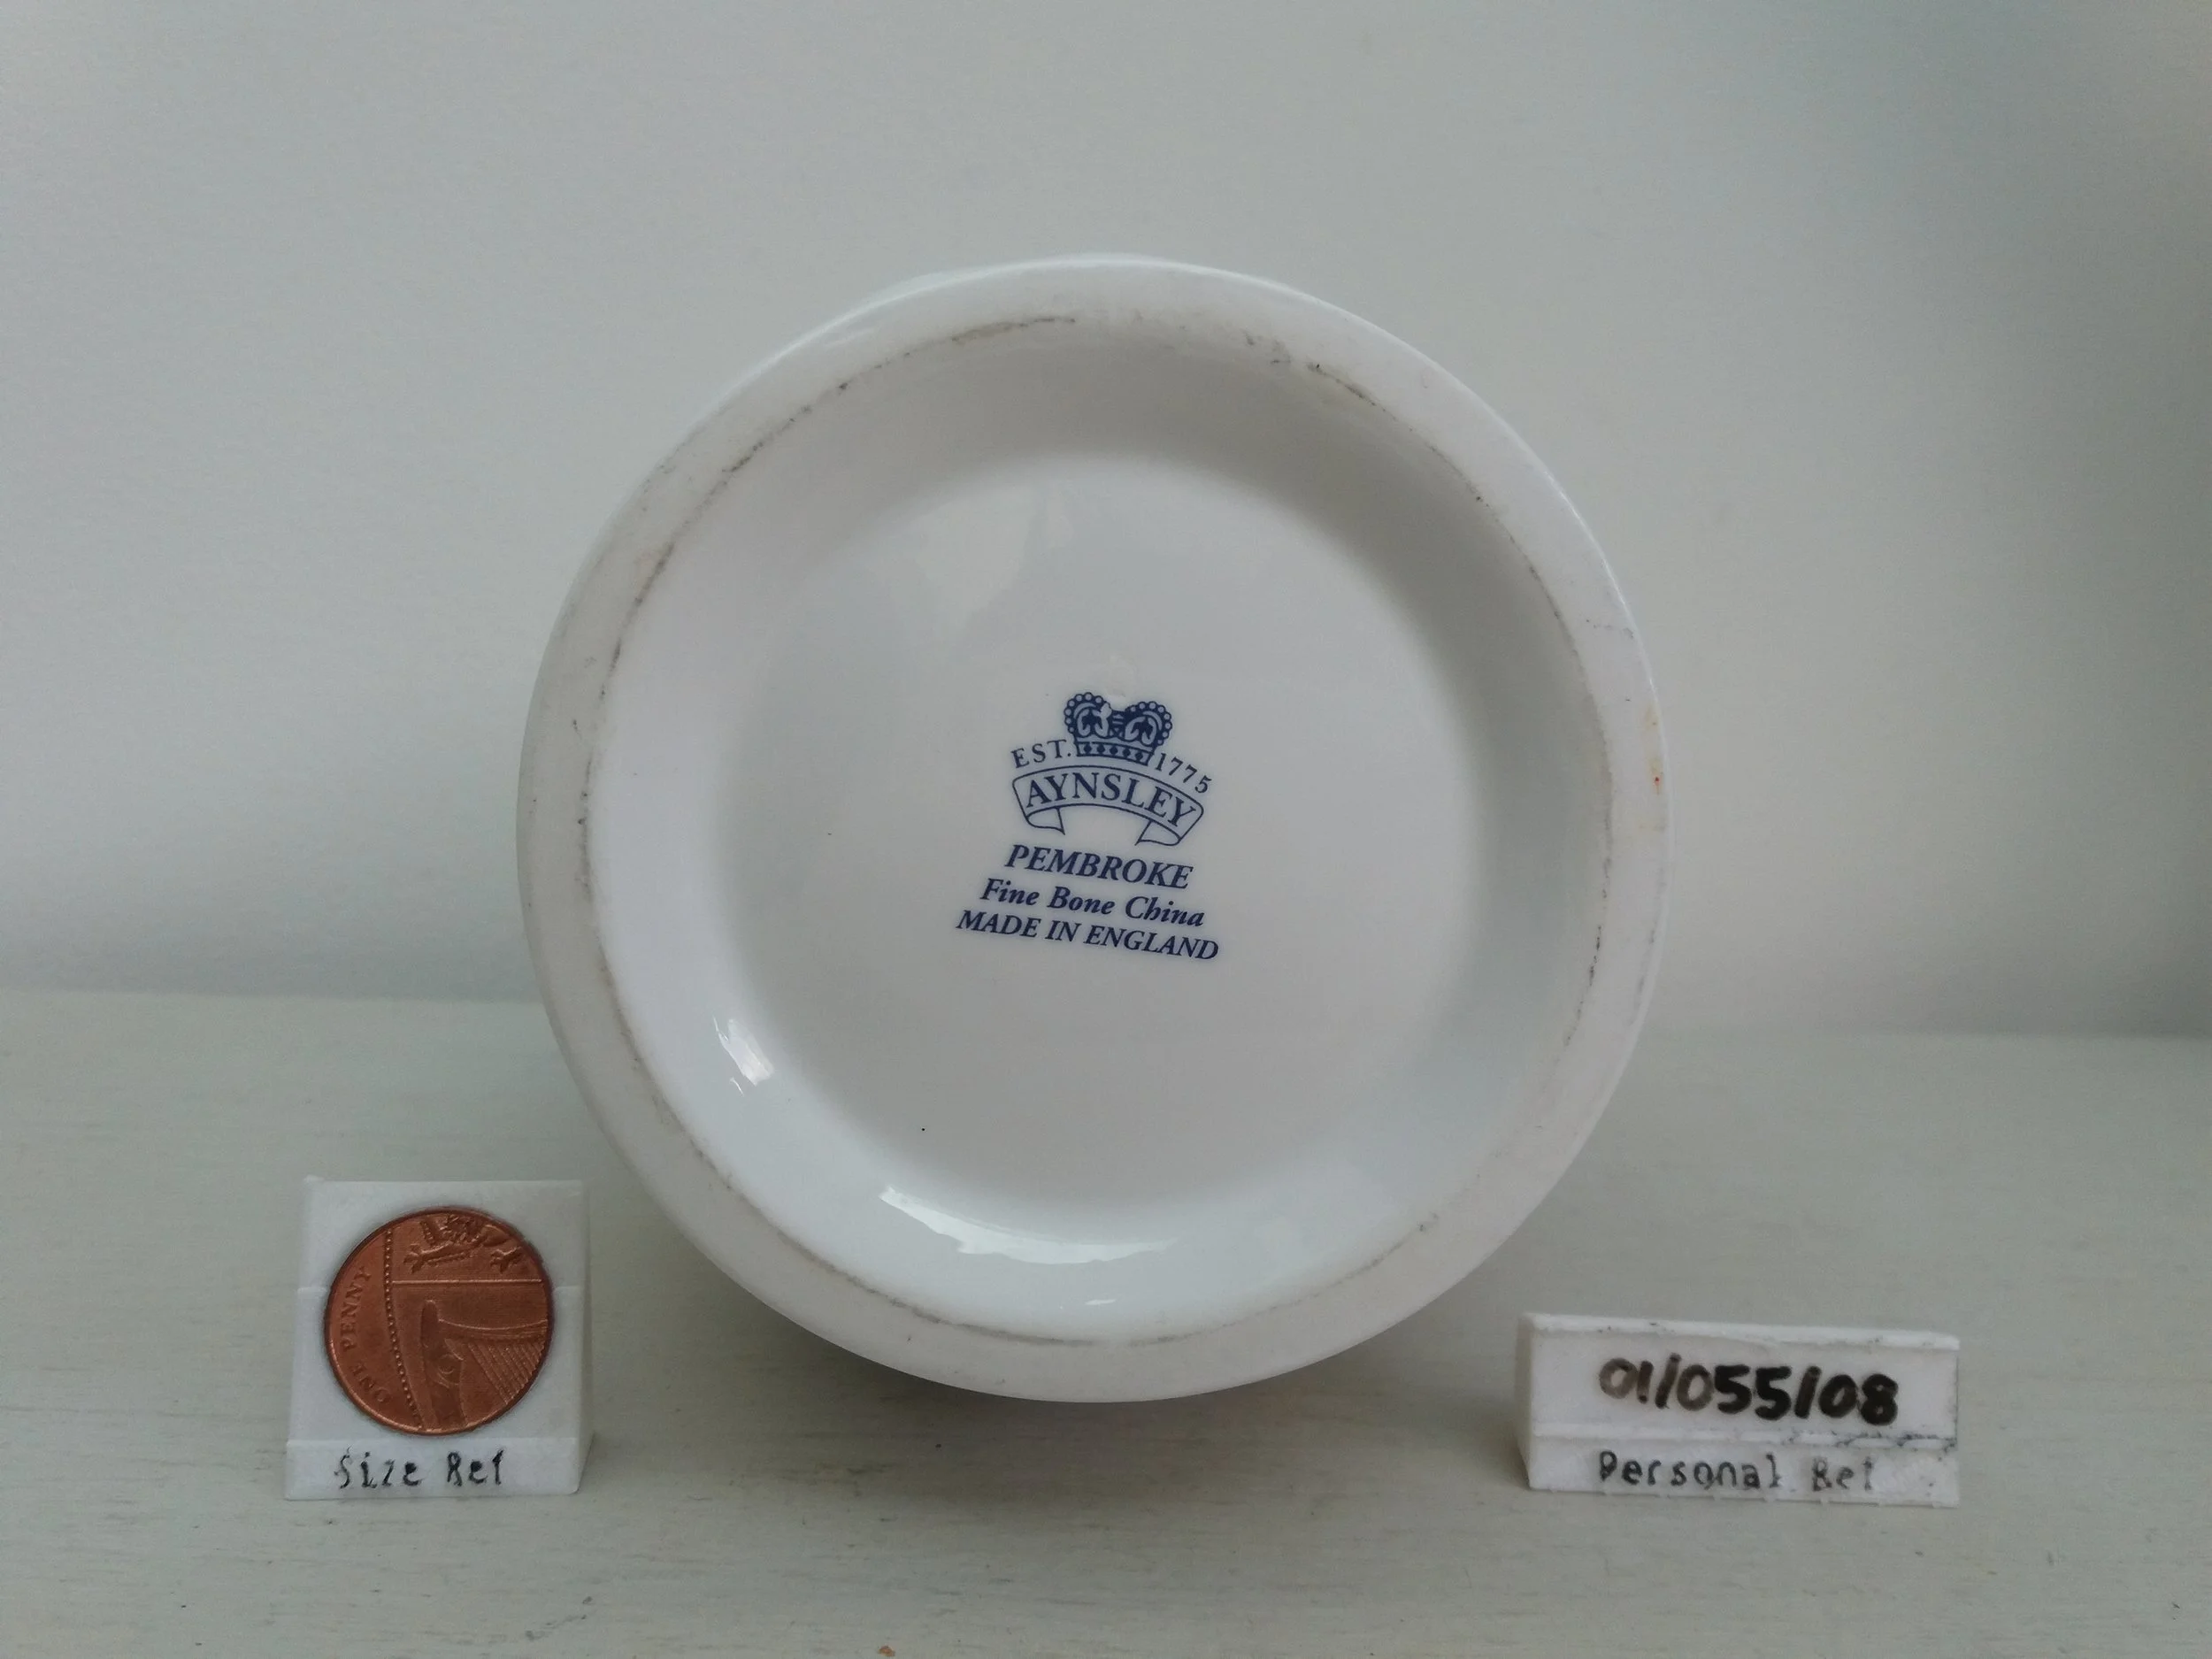 EST. 1775
AYNSLEY
PEMBROKE
Fine Bone China
MADE IN ENGLAND
ONE PENNY
Size Ref
01/055/08
Personal Ref